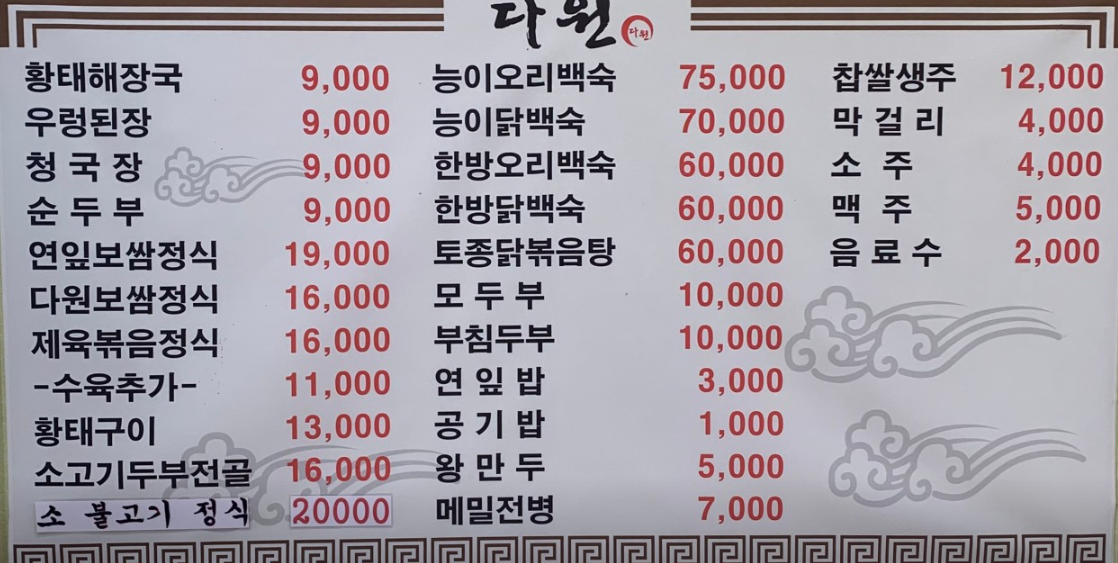 다원
다원
황태해장국 9,000
우렁된장 9,000
청국장 9,000
순두부 9,000
연잎보쌈정식 19,000
다원보쌈정식 16,000
제육볶음정식 16,000
-수육추가- 11,000
황태구이 13,000
소고기두부전골 16,000
소 불고기 정식 20000
능이오리백숙 75,000
능이닭백숙 70,000
한방오리백숙 60,000
한방닭백숙 60,000
토종닭볶음탕 60,000
모두부 10,000
부침두부 10,000
연잎밥 3,000
공기밥 1,000
왕만두 5,000
메밀전병 7,000
찹쌀생주 12,000
막걸리 4,000
소주 4,000
맥주 5,000
음료수 2,000